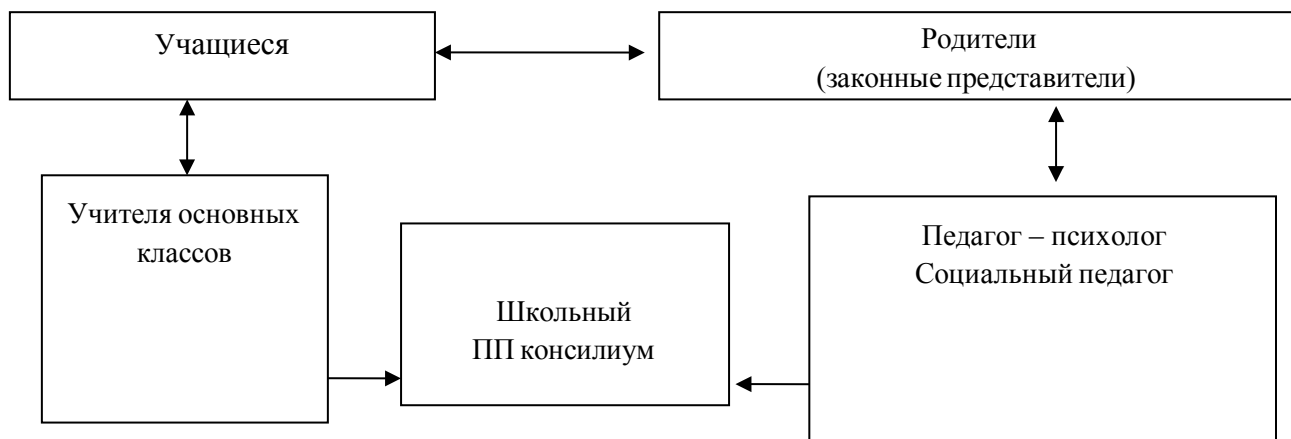 Учащиеся
Родители
(законные представители)
Учителя основных
классов
Школьный
ПП консилиум
Педагог – психолог
Социальный педагог